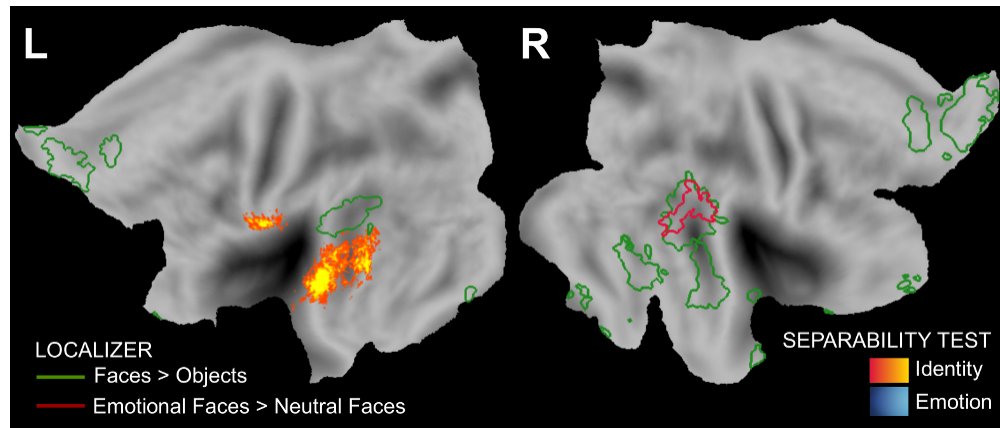 L
R
LOCALIZER
Faces > Objects
Emotional Faces > Neutral Faces
SEPARABILITY TEST
Identity
Emotion